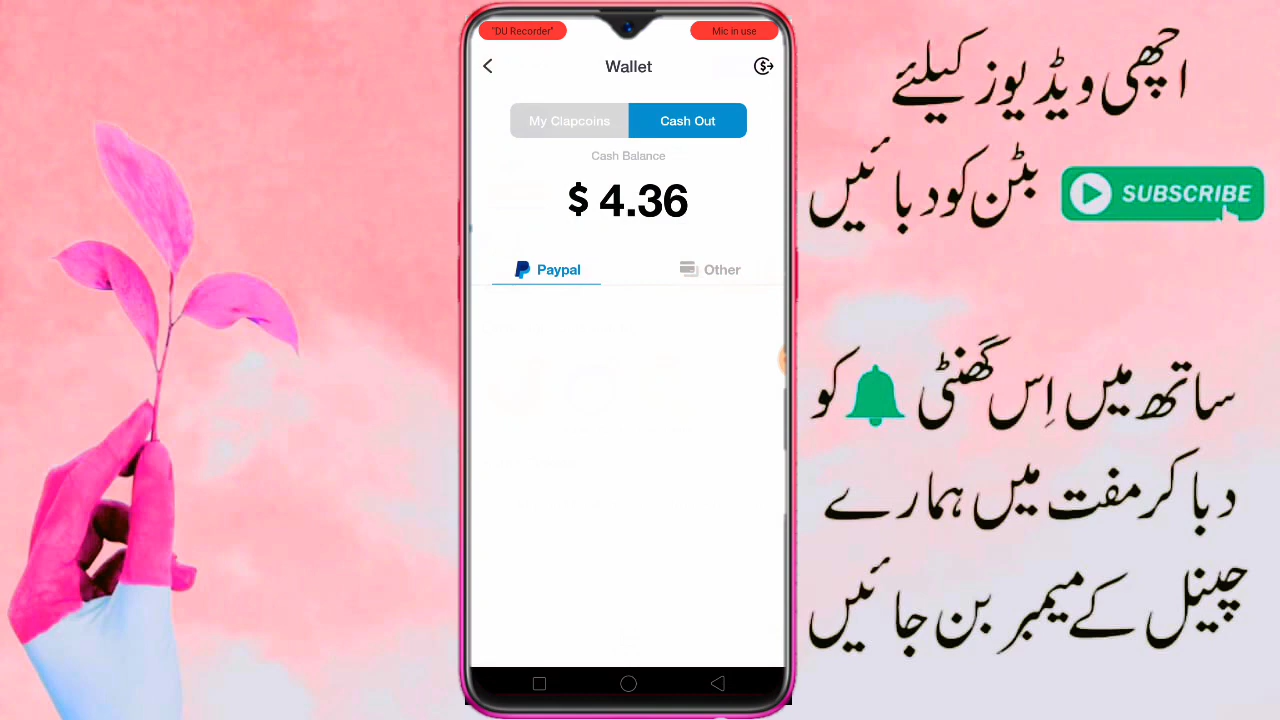 "DU Recorder"
Mic in use
Wallet
My Clapcoins
Cash Out
Cash Balance
$ 4.36
Paypal
Other
اچھی ویڈیوز کیلئے
بٹن کو دبائیں SUBSCRIBE
ساتھ میں اِس گھنٹی کو
دبا کر مفت میں ہمارے
چینل کے میمبر بن جائیں